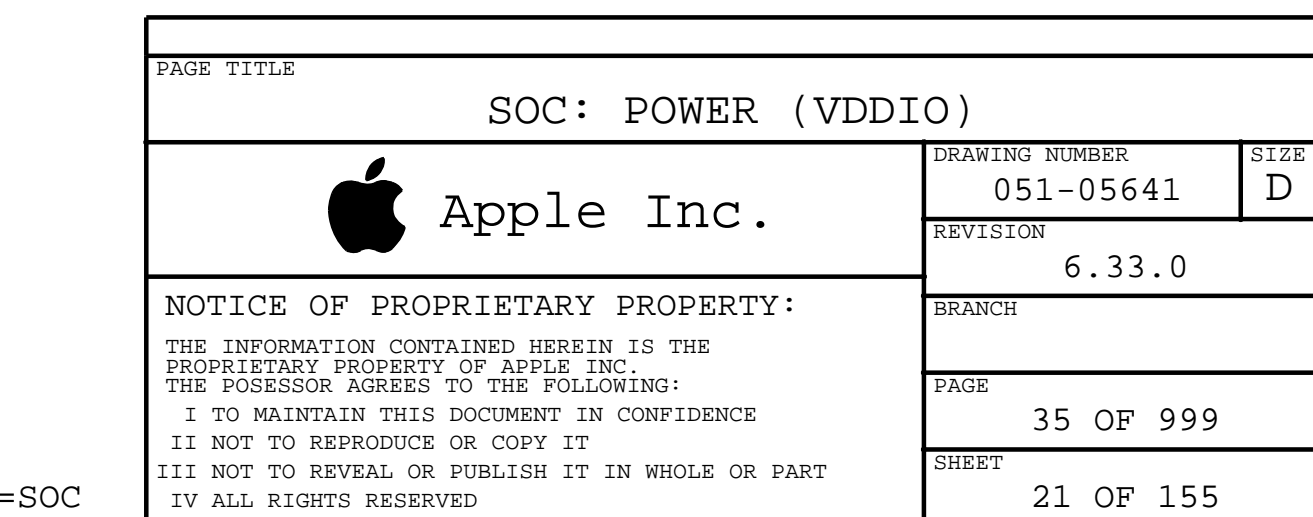 PAGE TITLE
SOC: POWER (VDDIO)
Apple Inc.
DRAWING NUMBER
051-05641
SIZE
D
REVISION
6.33.0
NOTICE OF PROPRIETARY PROPERTY:
BRANCH
THE INFORMATION CONTAINED HEREIN IS THE
PROPRIETARY PROPERTY OF APPLE INC.
THE POSESSOR AGREES TO THE FOLLOWING:
I TO MAINTAIN THIS DOCUMENT IN CONFIDENCE
II NOT TO REPRODUCE OR COPY IT
III NOT TO REVEAL OR PUBLISH IT IN WHOLE OR PART
IV ALL RIGHTS RESERVED
PAGE
35 OF 999
SHEET
21 OF 155
=SOC